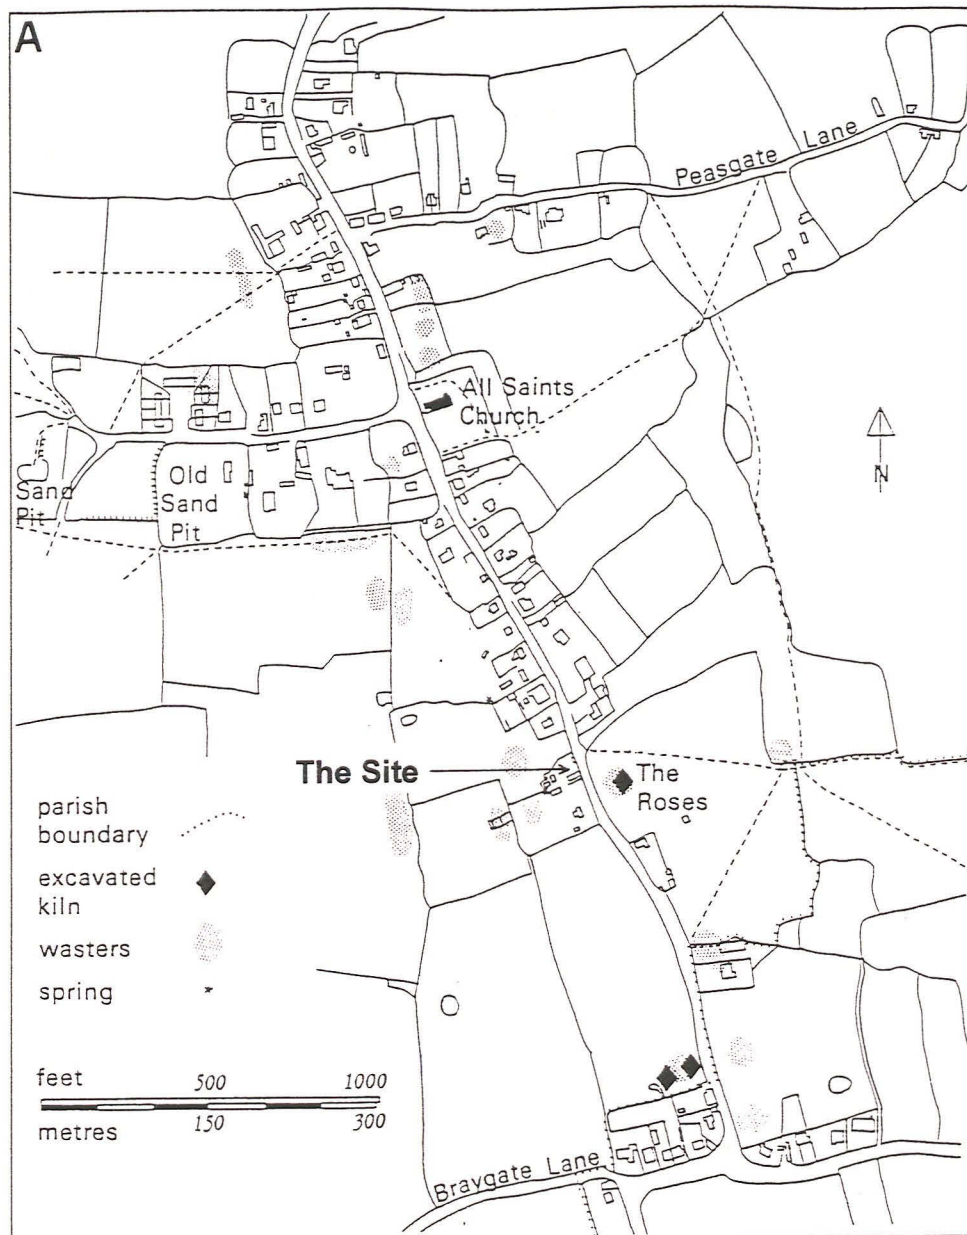 A
Peasgate Lane
All Saints
Church
N
Sand
Pit
Old
Sand
Pit
The Site
The
Roses
parish
boundary
excavated
kiln
wasters
spring
feet 500 1000
metres 150 300
Braygate Lane